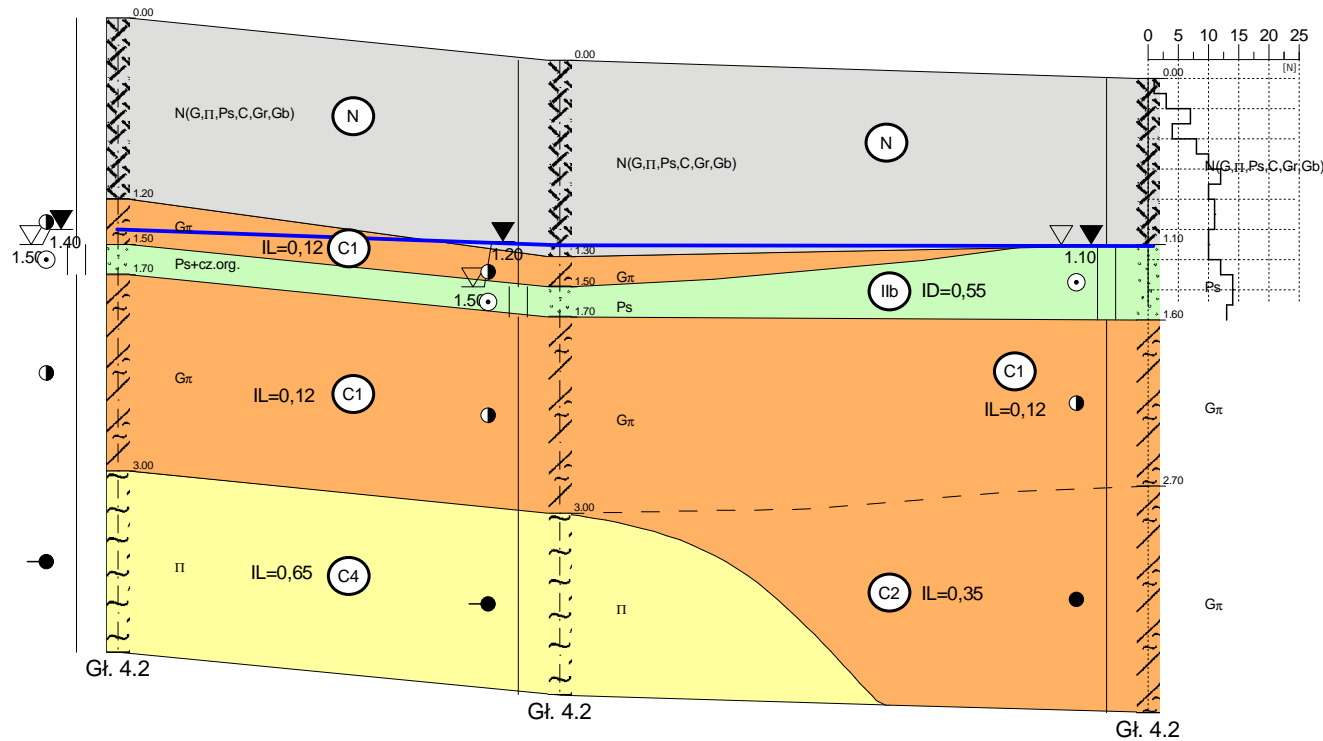 0.00
0 5 10 15 20 25
[N]
0.00
0.00
N(G,Π,Ps,C,Gr,Gb)
N
N
N(G,Π,Ps,C,Gr,Gb)
N(G,Π,Ps,C,Gr,Gb)
1.20
Gπ
1.40
1.50
IL=0,12
C1
1.20
1.30
1.10
1.10
1.50
Ps+cz.org.
1.70
Gπ
1.50
1.50
Ps
1.70
IIb
ID=0,55
Ps
1.60
Gπ
IL=0,12
C1
Gπ
C1
IL=0,12
Gπ
3.00
2.70
3.00
Π
IL=0,65
C4
Π
C2
IL=0,35
Gπ
Gł. 4.2
Gł. 4.2
Gł. 4.2